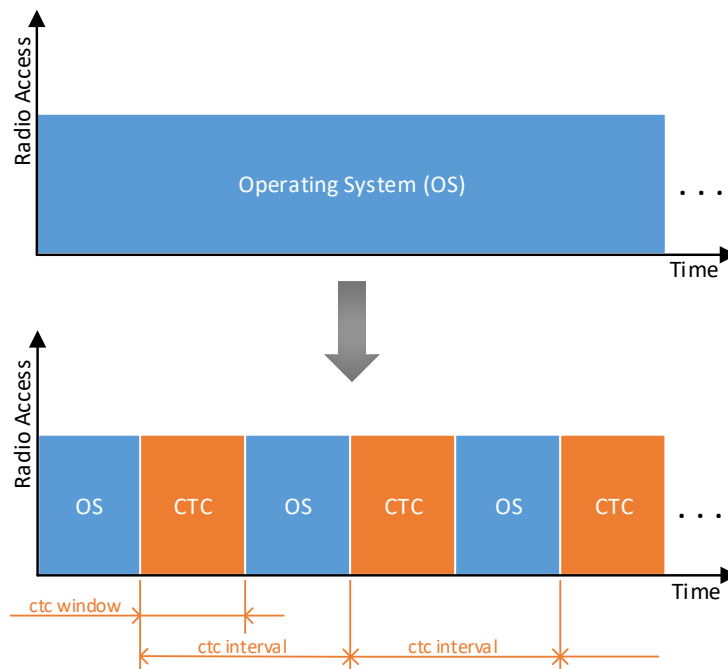 Radio Access
Operating System (OS)
. . .
Time
Radio Access
OS
CTC
OS
CTC
OS
CTC
. . .
Time
ctc window
ctc interval
ctc interval